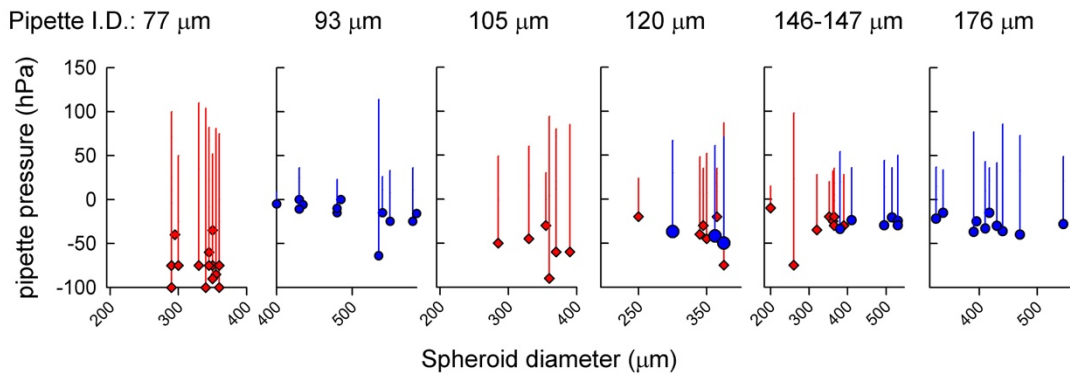 Pipette I.D.: 77 μm 93 μm 105 μm 120 μm 146-147 μm 176 μm
pipette pressure (hPa)
150
100
50
0
-50
-100
200 300 400 400 500 200 300 400 250 350 200 320 400 500 400 500
Spheroid diameter (μm)